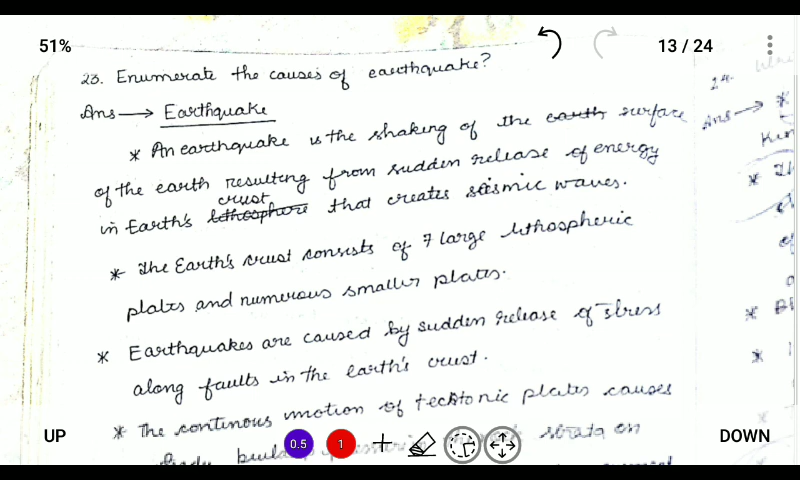 51%
13 / 24
23. Enumerate the causes of earthquake?
Ans → Earthquake
* An earthquake is the shaking of the earth surface
of the earth resulting from sudden release of energy
crust
in Earth's lithosphere that creates seismic waves.
* The Earth's crust consists of 7 large lithospheric
plates and numerous smaller plates.
* Earthquakes are caused by sudden release of stress
along faults in the earth's crust.
* The continous motion of tecktonic plates causes
build strata on
24.
Ans → *
*
*
*
UP
0.5
1
DOWN